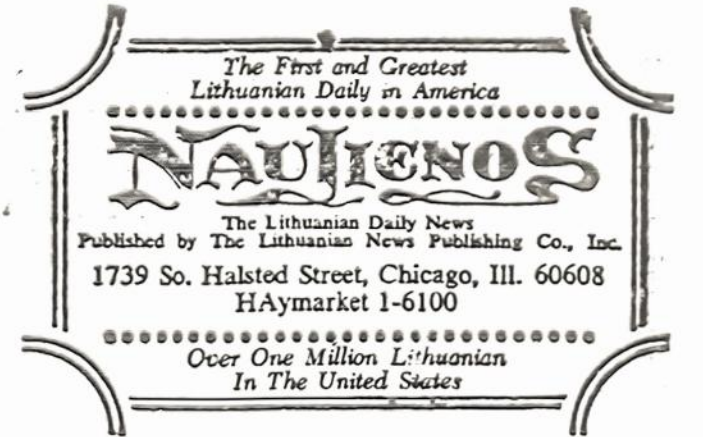 The First and Greatest
Lithuanian Daily in America
NAUJIENOS
The Lithuanian Daily News
Published by The Lithuanian News Publishing Co., Inc.
1739 So. Halsted Street, Chicago, Ill. 60608
HAymarket 1-6100
Over One Million Lithuanian
In The United States